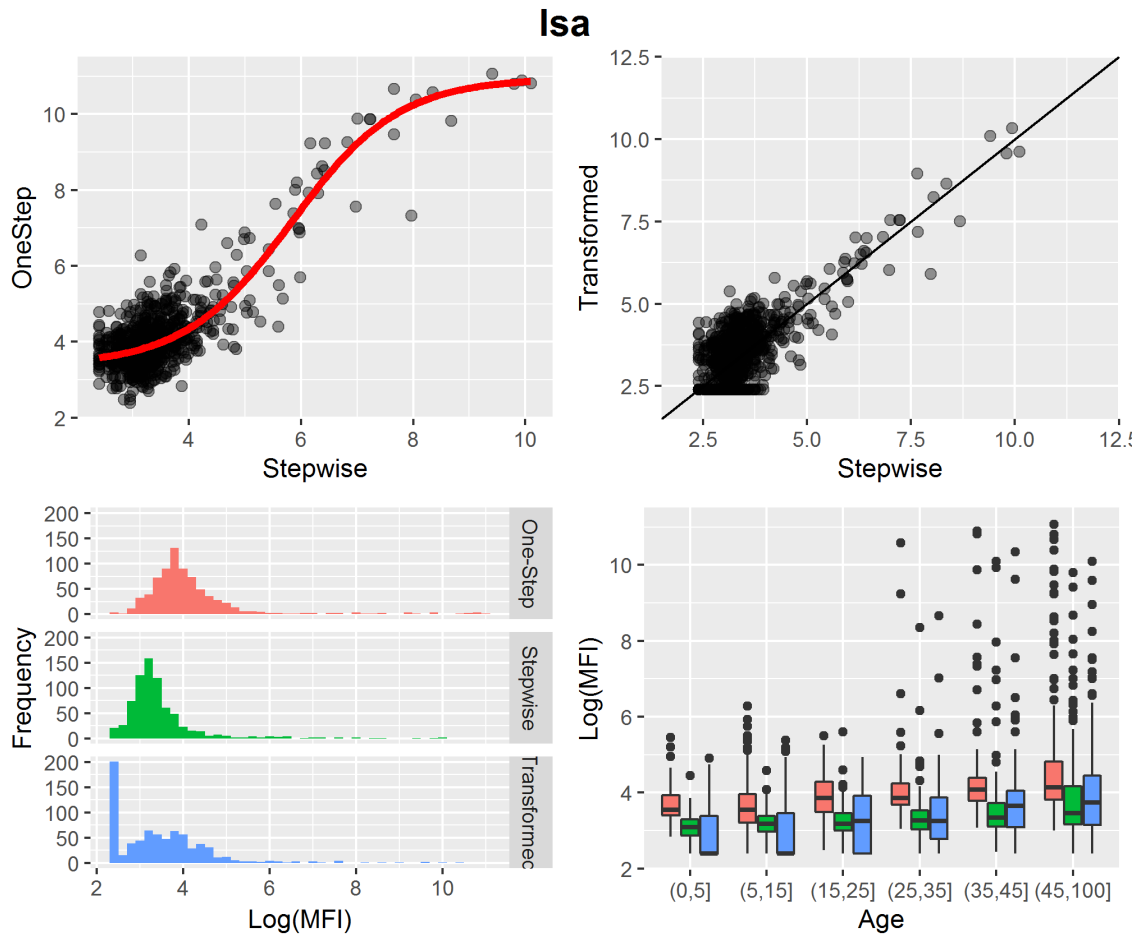 Isa
OneStep
10
8
6
4
2
4 6 8 10
Stepwise
Transformed
12.5
10.0
7.5
5.0
2.5
2.5 5.0 7.5 10.0 12.5
Stepwise
Frequency
200
150
100
50
0
One-Step
200
150
100
50
0
Stepwise
200
150
100
50
0
Transformec
2 4 6 8 10
Log(MFI)
Log(MFI)
10
8
6
4
2
(0,5] (5,15] (15,25] (25,35] (35,45] (45,100]
Age